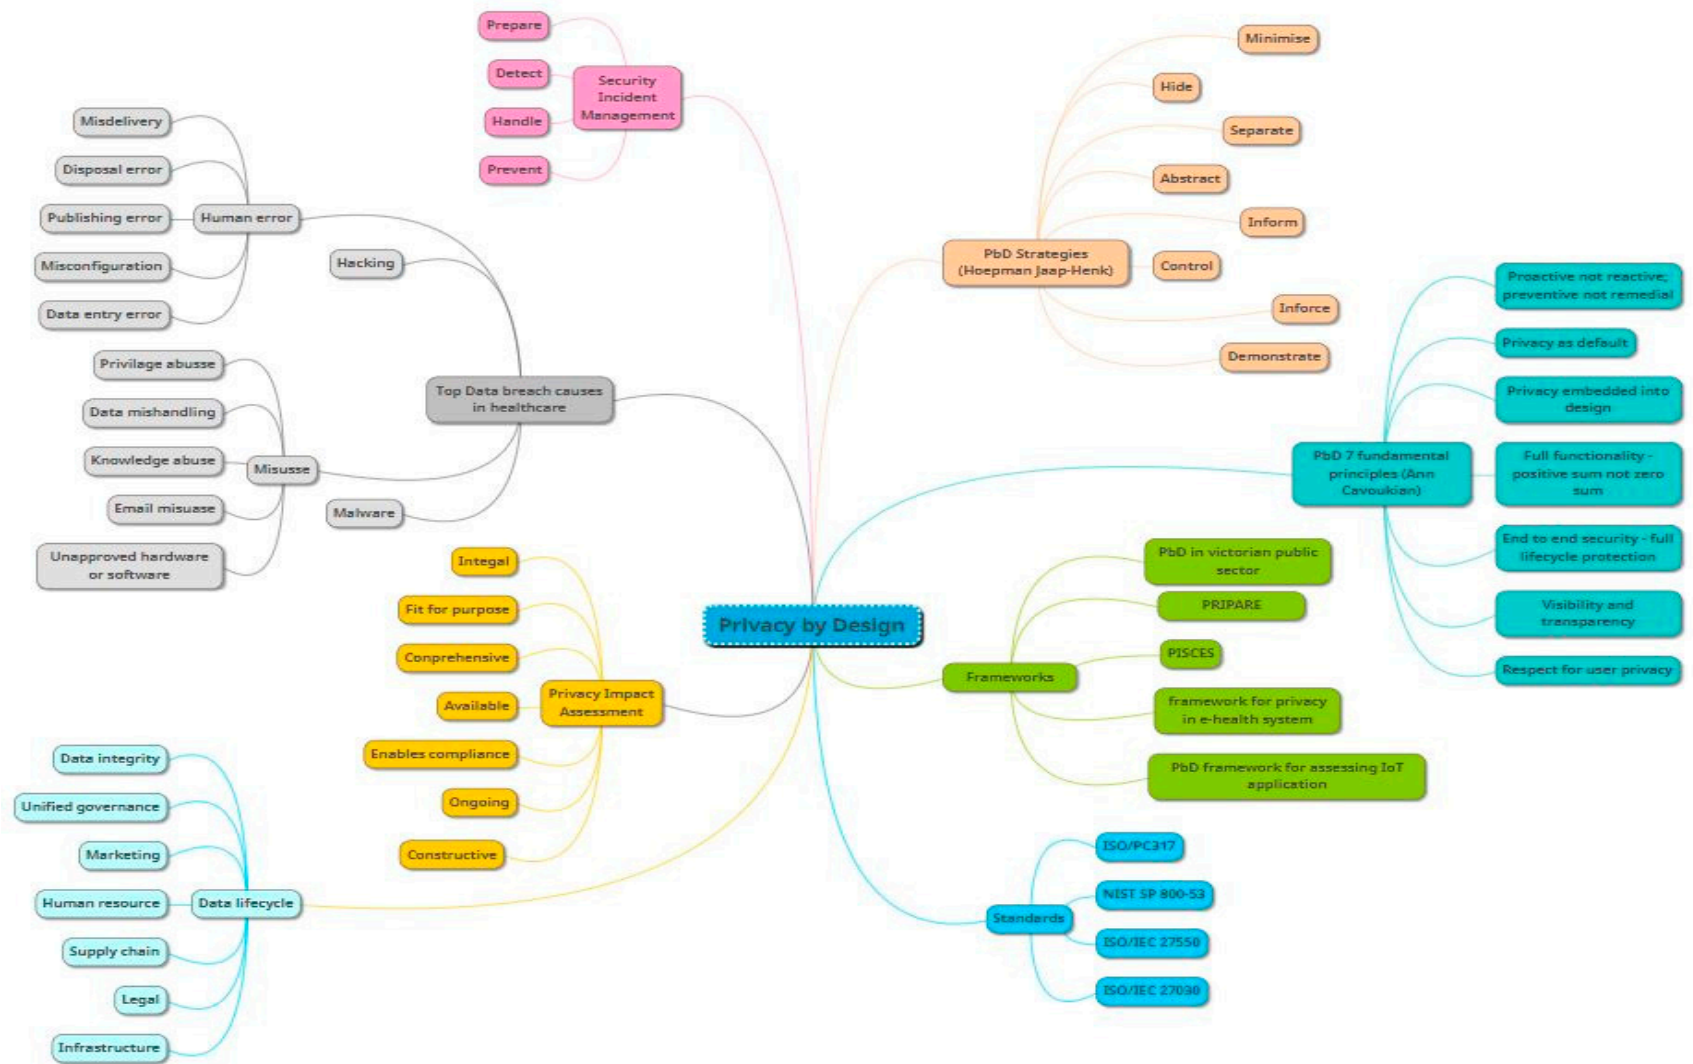 Privacy by Design
Security
Incident
Management
Prepare
Detect
Handle
Prevent
PbD Strategies
(Hoepman Jaap-Henk)
Minimise
Hide
Separate
Abstract
Inform
Control
Inforce
Demonstrate
PbD 7 fundamental
principles (Ann
Cavoukian)
Proactive not reactive;
preventive not remedial
Privacy as default
Privacy embedded into
design
Full functionality -
positive sum not zero
sum
End to end security - full
lifecycle protection
Visibility and
transparency
Respect for user privacy
Frameworks
PbD in victorian public
sector
PRIPARE
PISCES
framework for privacy
in e-health system
PbD framework for assessing IoT
application
Standards
ISO/PC317
NIST SP 800-53
ISO/IEC 27550
ISO/IEC 27030
Top Data breach causes
in healthcare
Human error
Misdelivery
Disposal error
Publishing error
Misconfiguration
Data entry error
Hacking
Misusse
Privilage abusse
Data mishandling
Knowledge abuse
Email misuase
Unapproved hardware
or software
Malware
Privacy Impact
Assessment
Integal
Fit for purpose
Conprehensive
Available
Enables compliance
Ongoing
Constructive
Data lifecycle
Data integrity
Unified governance
Marketing
Human resource
Supply chain
Legal
Infrastructure